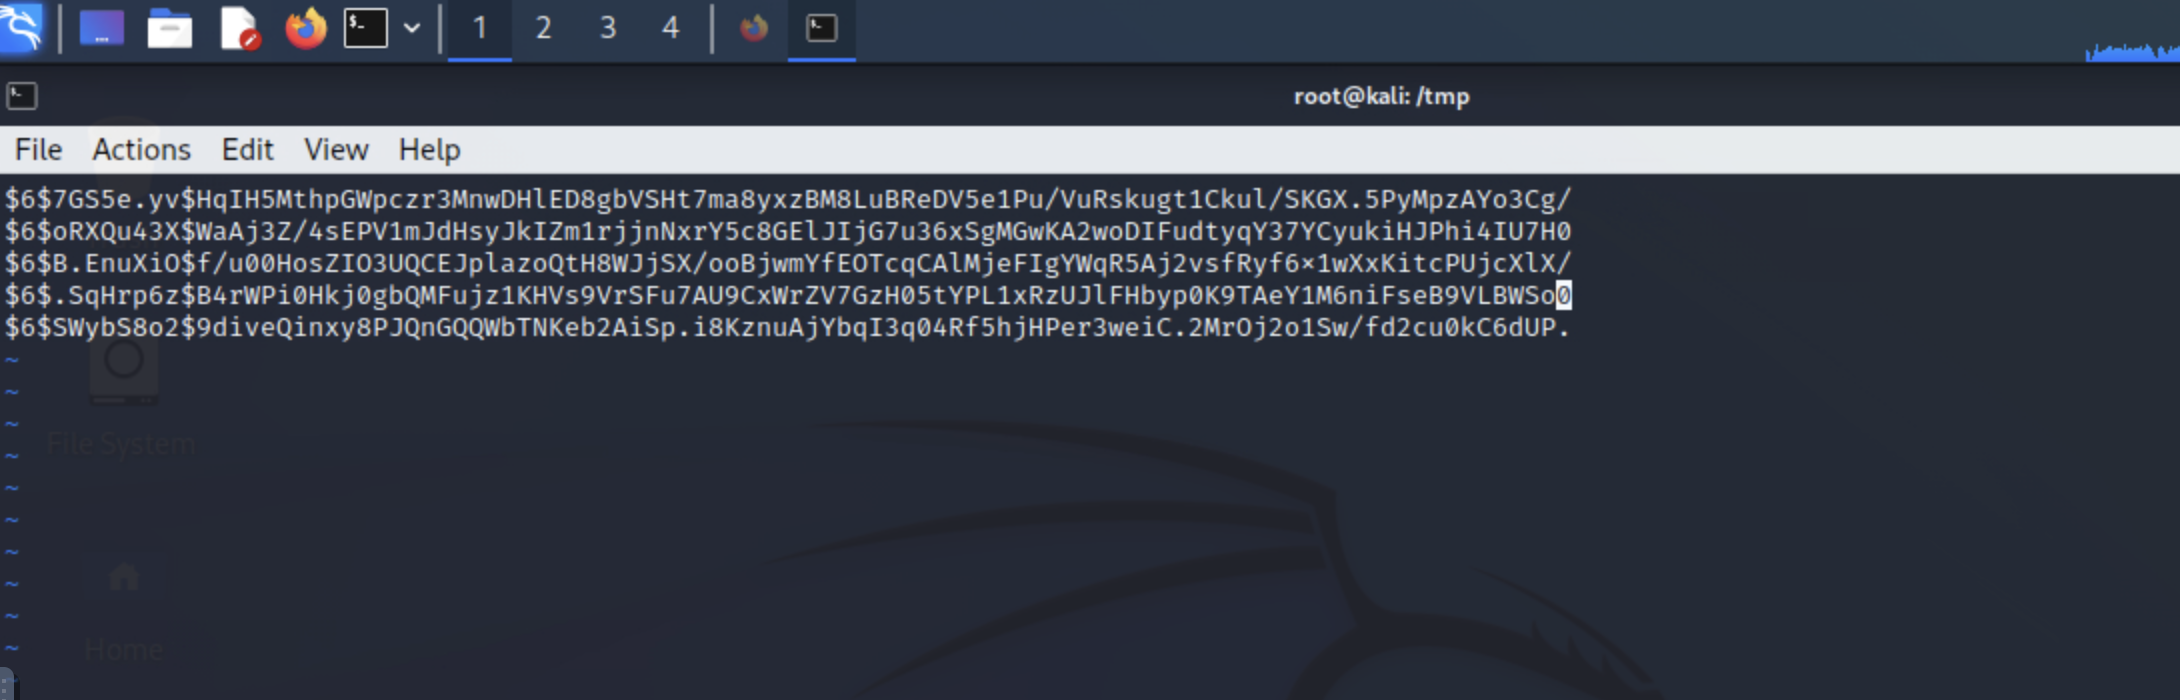 1 2 3 4
root@kali: /tmp
File Actions Edit View Help
$6$7GS5e.yv$HqIH5MthpGWpczr3MnwDHlED8gbVSHt7ma8yxzBM8LuBReDV5e1Pu/VuRskugt1Ckul/SKGX.5PyMpzAYo3Cg/
$6$oRXQu43X$WaAj3Z/4sEPV1mJdHsyJkIZm1rjjnNxrY5c8GElJIjG7u36xSgMGwKA2woDIFudtyqY37YCyukiHJPhi4IU7H0
$6$B.EnuXiO$f/u00HosZIO3UQCEJplazoQtH8WJjSX/ooBjwmYfEOTcqCAlMjeFIgYWqR5Aj2vsfRyf6×1wXxKitcPUjcXlX/
$6$.SqHrp6z$B4rWPi0Hkj0gbQMFujz1KHVs9VrSFu7AU9CxWrZV7GzH05tYPL1xRzUJlFHbyp0K9TAeY1M6niFseB9VLBWSo0
$6$SWybS8o2$9diveQinxy8PJQnGQQWbTNKeb2AiSp.i8KznuAjYbqI3q04Rf5hjHPer3weiC.2MrOj2o1Sw/fd2cu0kC6dUP.
~
~
~
File System
~
~
~
~
~
~
Home
~